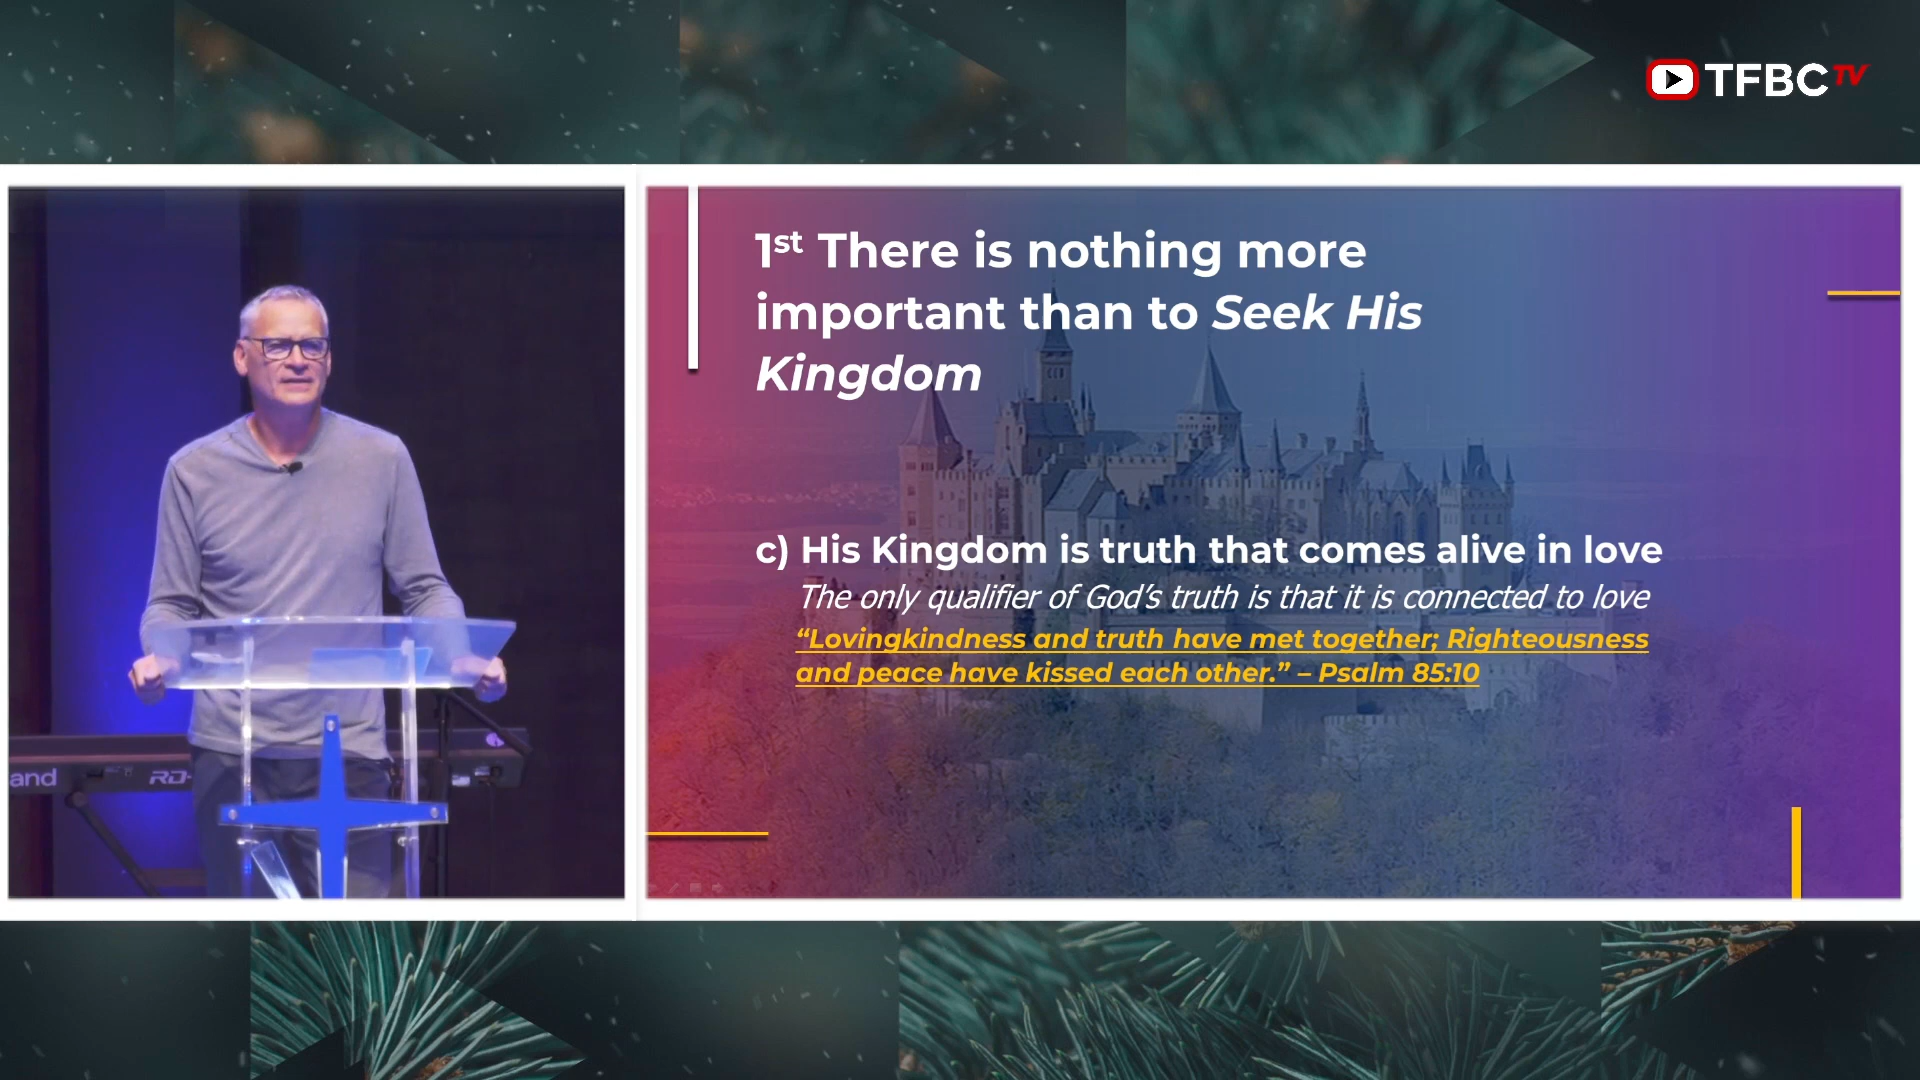 TFBC TV
1st There is nothing more
important than to Seek His
Kingdom
c) His Kingdom is truth that comes alive in love
The only qualifier of God's truth is that it is connected to love
“Lovingkindness and truth have met together; Righteousness
and peace have kissed each other.” – Psalm 85:10
and RD-